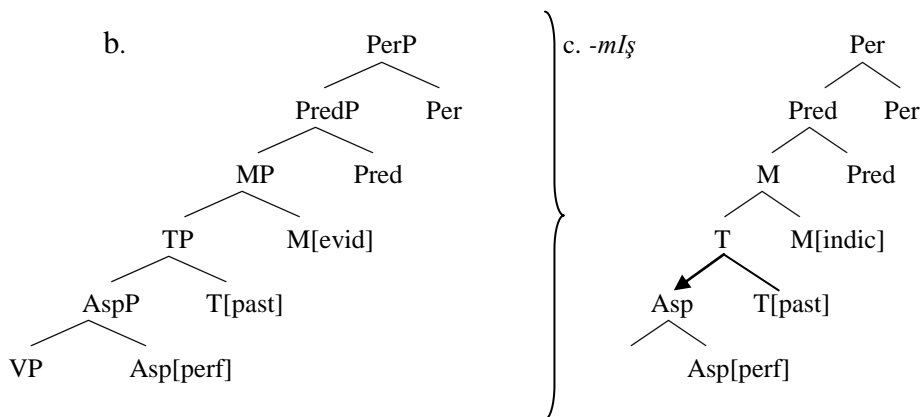 b. PerP
PredP Per
MP Pred
TP M[evid]
AspP T[past]
VP Asp[perf]
c. -mIş Per
Pred Per
M Pred
T M[indic]
Asp T[past]
Asp[perf]